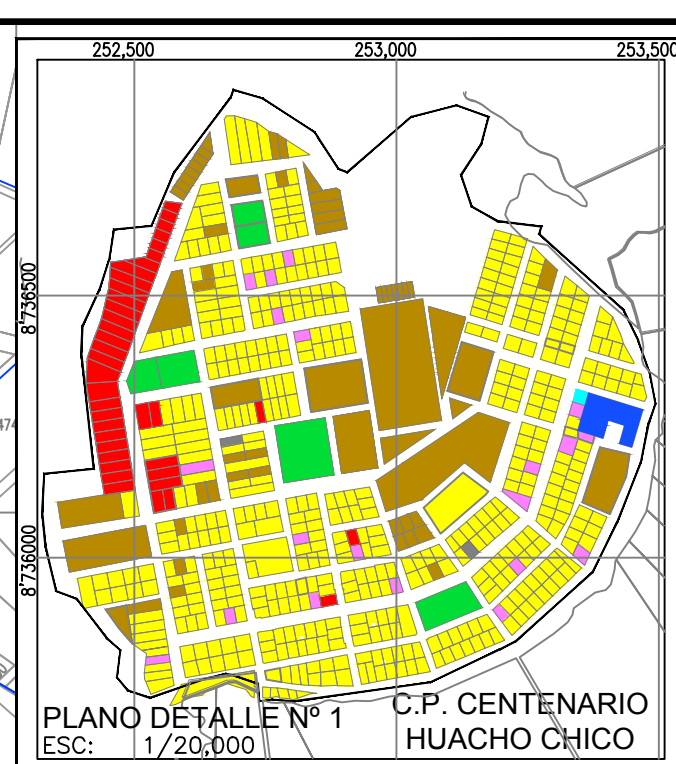 252,500 253,000 253,500
8'736500
474
8'736000
PLANO DETALLE Nº 1
ESC: 1/20,000
C.P. CENTENARIO
HUACHO CHICO